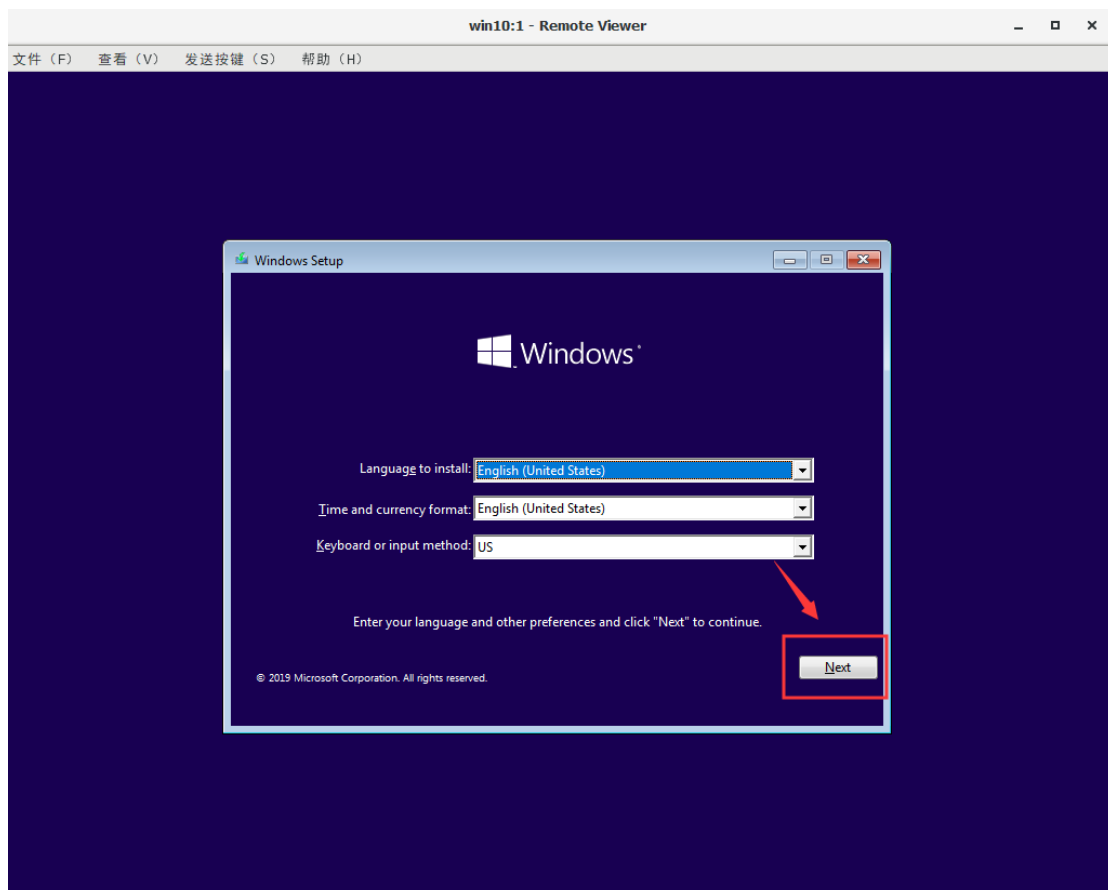 win10:1 - Remote Viewer
文件（F） 查看（V） 发送按键（S） 帮助（H）
Windows Setup
Windows
Language to install: English (United States)
Time and currency format: English (United States)
Keyboard or input method: US
Enter your language and other preferences and click "Next" to continue.
Next
© 2019 Microsoft Corporation. All rights reserved.